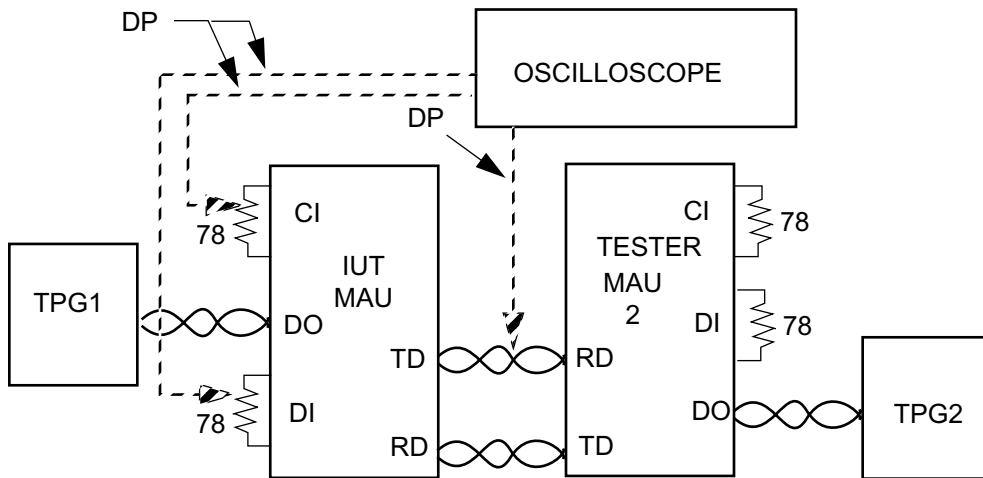 DP
OSCILLOSCOPE
DP
CI
78
CI
78
TPG1
IUT
MAU
TESTER
MAU
2
DO
DI
78
TD
RD
78
DI
DO
TPG2
RD
TD